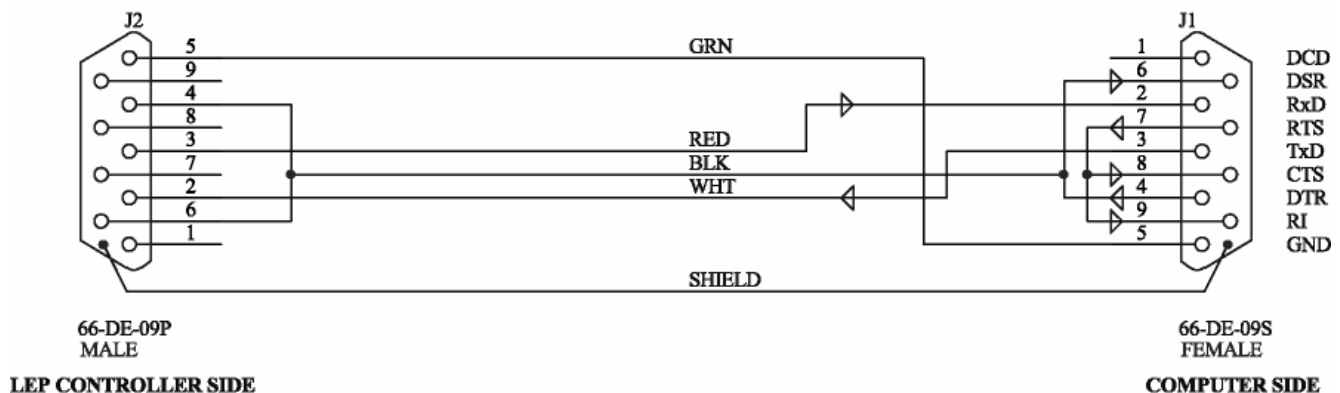 J2
J1
5
GRN
1
DCD
9
6
DSR
4
2
RxD
8
7
RTS
3
RED
3
TxD
7
BLK
8
CTS
2
WHT
4
DTR
6
9
RI
1
5
GND
SHIELD
66-DE-09P
MALE
66-DE-09S
FEMALE
LEP CONTROLLER SIDE
COMPUTER SIDE